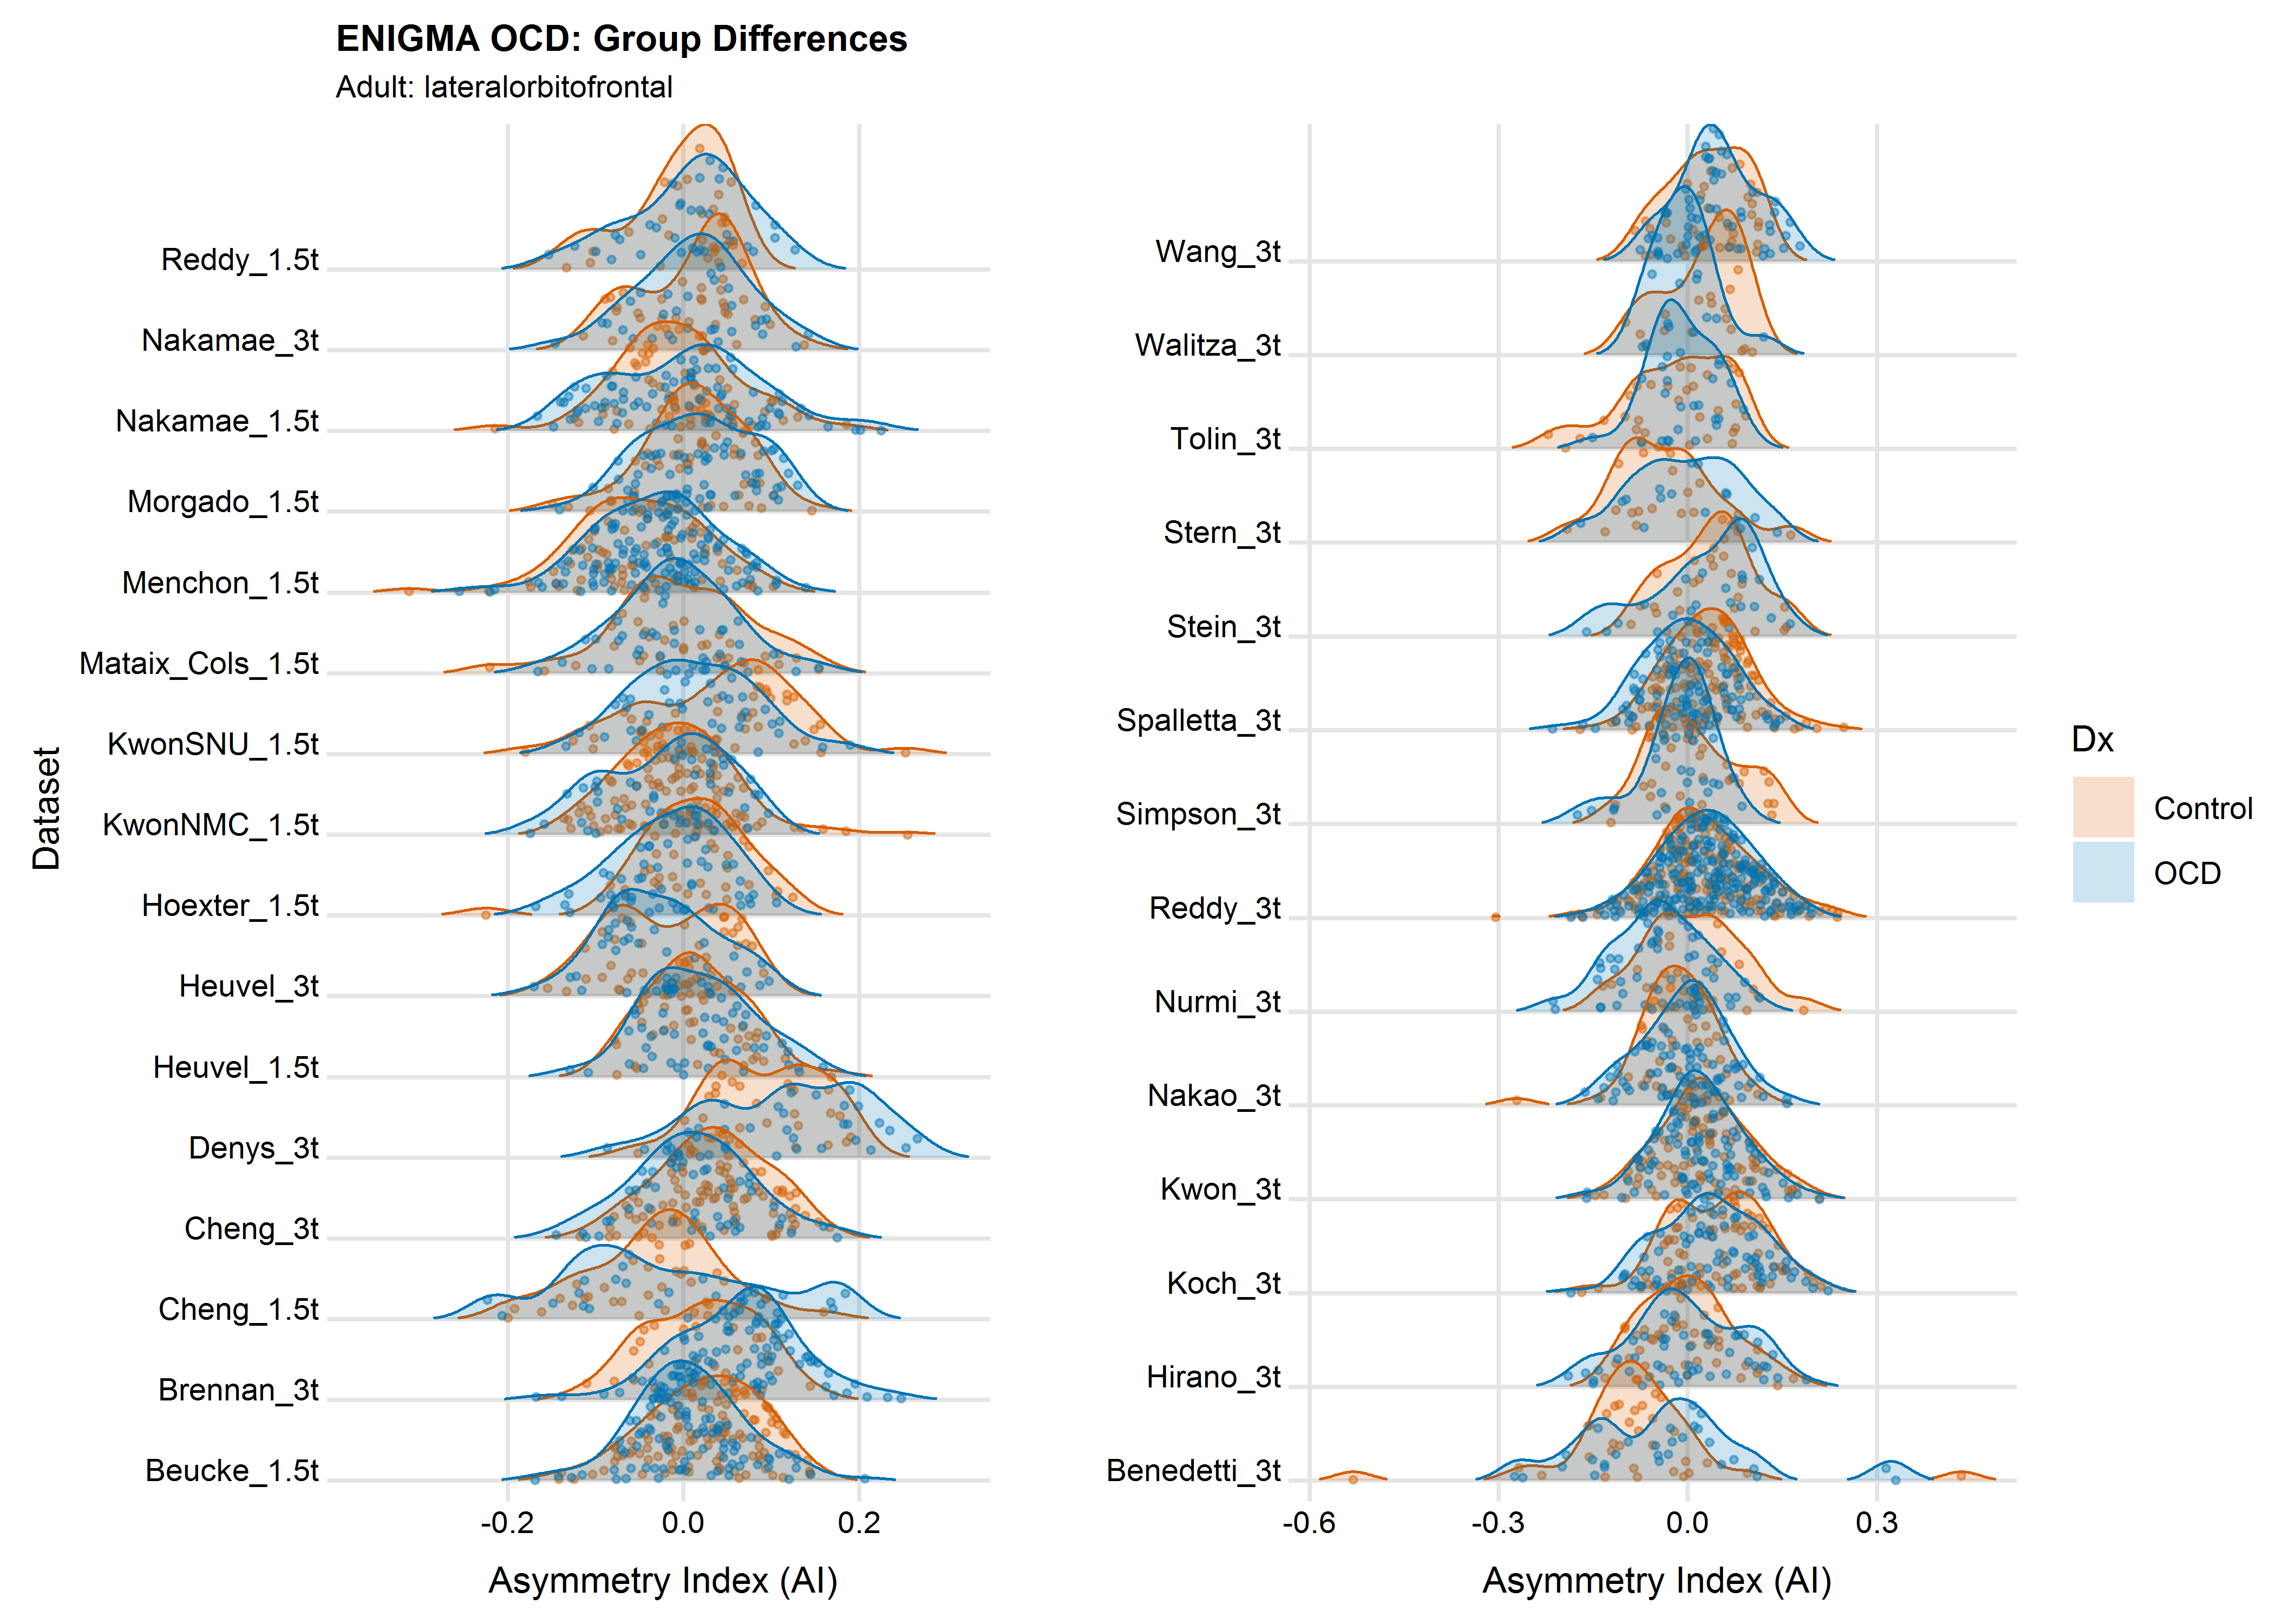 ENIGMA OCD: Group Differences
Adult: lateralorbitofrontal
Dataset
Reddy_1.5t
Nakamae_3t
Nakamae_1.5t
Morgado_1.5t
Menchon_1.5t
Mataix_Cols_1.5t
KwonSNU_1.5t
KwonNMC_1.5t
Hoexter_1.5t
Heuvel_3t
Heuvel_1.5t
Denys_3t
Cheng_3t
Cheng_1.5t
Brennan_3t
Beucke_1.5t
-0.2 0.0 0.2
Asymmetry Index (AI)
Wang_3t
Walitza_3t
Tolin_3t
Stern_3t
Stein_3t
Spalletta_3t
Simpson_3t
Reddy_3t
Nurmi_3t
Nakao_3t
Kwon_3t
Koch_3t
Hirano_3t
Benedetti_3t
-0.6 -0.3 0.0 0.3
Asymmetry Index (AI)
Dx
Control
OCD